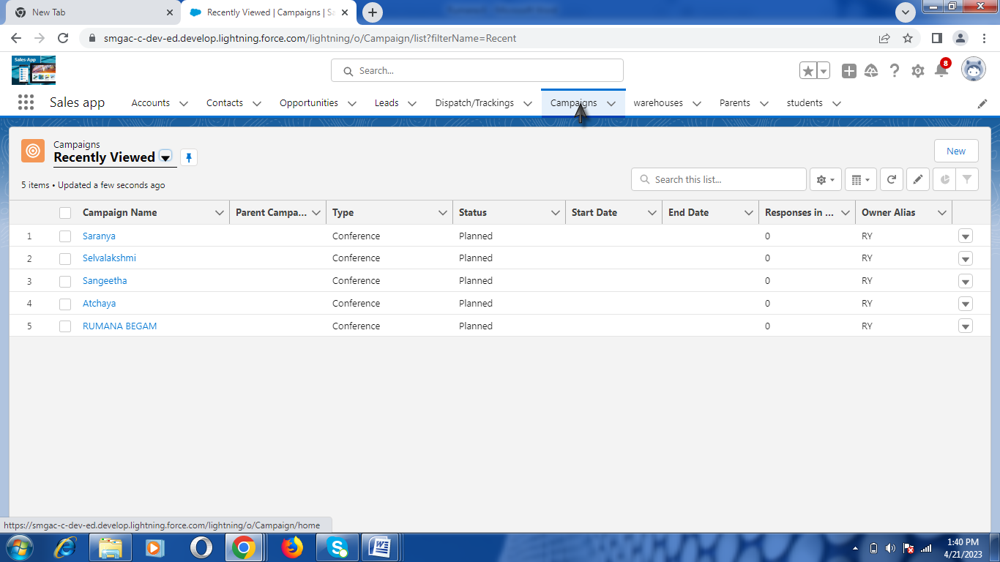 New Tab
Recently Viewed | Campaigns | Sa
smgac-c-dev-ed.develop.lightning.force.com/lightning/o/Campaign/list?filterName=Recent
Sales-App
Search...
8
Sales app Accounts Contacts Opportunities Leads Dispatch/Trackings Campaigns warehouses Parents students
Campaigns
Recently Viewed
New
5 items • Updated a few seconds ago
Search this list...
Campaign Name Parent Campa... Type Status Start Date End Date Responses in ... Owner Alias
1 Saranya Conference Planned 0 RY
2 Selvalakshmi Conference Planned 0 RY
3 Sangeetha Conference Planned 0 RY
4 Atchaya Conference Planned 0 RY
5 RUMANA BEGAM Conference Planned 0 RY
https://smgac-c-dev-ed.develop.lightning.force.com/lightning/o/Campaign/home
1:40 PM
4/21/2023